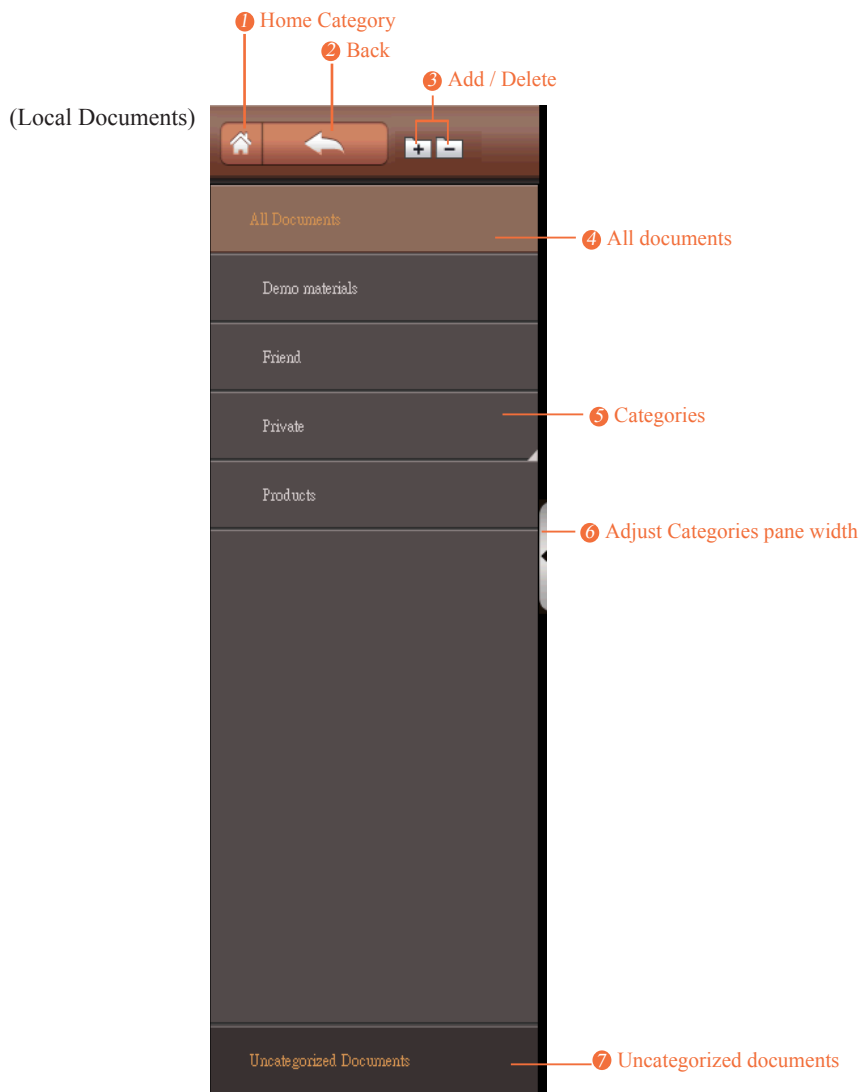 1 Home Category
2 Back
3 Add / Delete
(Local Documents)
All Documents
4 All documents
Demo materials
Friend
Private
5 Categories
Products
6 Adjust Categories pane width
Uncategorized Documents
7 Uncategorized documents